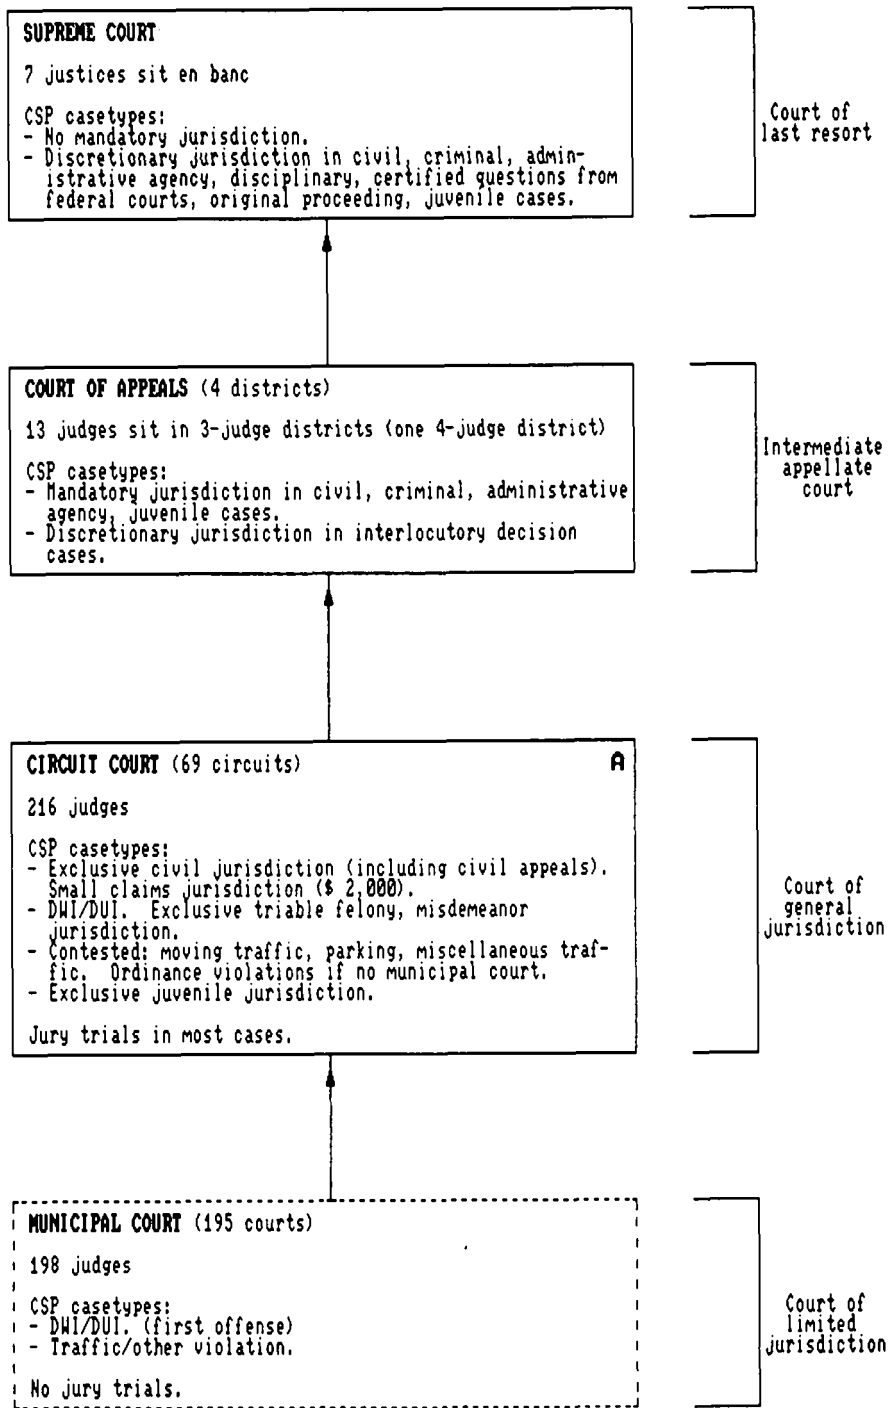 SUPREME COURT
7 justices sit en banc
CSP casetypes:
- No mandatory jurisdiction.
- Discretionary jurisdiction in civil, criminal, admin-
istrative agency, disciplinary, certified questions from
federal courts, original proceeding, juvenile cases.
Court of
last resort
COURT OF APPEALS (4 districts)
13 judges sit in 3-judge districts (one 4-judge district)
CSP casetypes:
- Mandatory jurisdiction in civil, criminal, administrative
agency, juvenile cases.
- Discretionary jurisdiction in interlocutory decision
cases.
Intermediate
appellate
court
CIRCUIT COURT (69 circuits) A
216 judges
CSP casetypes:
- Exclusive civil jurisdiction (including civil appeals).
Small claims jurisdiction ($ 2,000).
- DWI/DUI. Exclusive triable felony, misdemeanor
jurisdiction.
- Contested: moving traffic, parking, miscellaneous traf-
fic. Ordinance violations if no municipal court.
- Exclusive juvenile jurisdiction.
Jury trials in most cases.
Court of
general
jurisdiction
MUNICIPAL COURT (195 courts)
198 judges
CSP casetypes:
- DWI/DUI. (first offense)
- Traffic/other violation.
No jury trials.
Court of
limited
jurisdiction